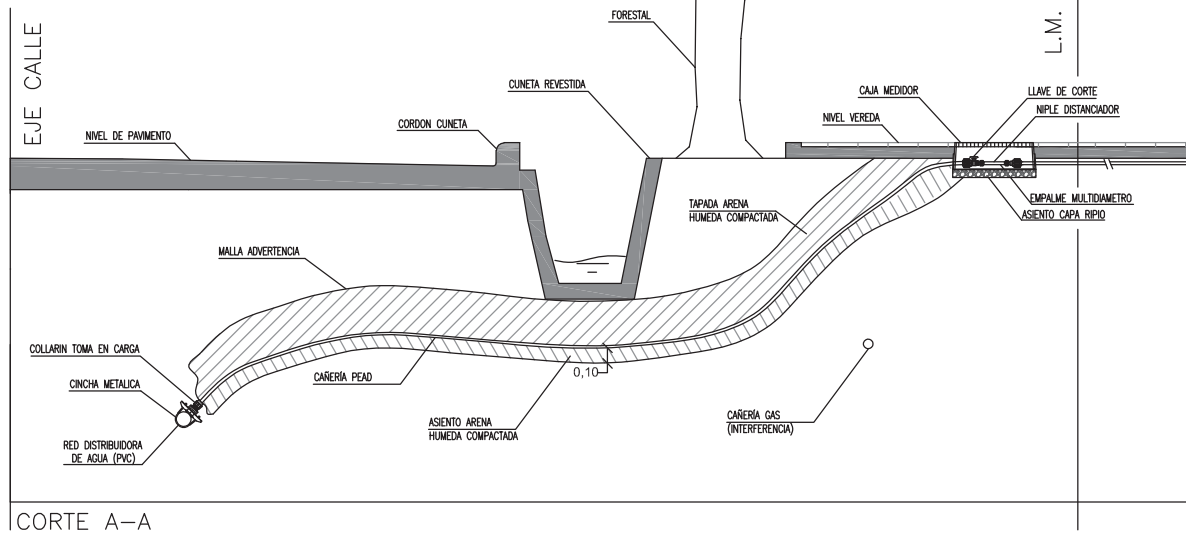 EJE CALLE
FORESTAL
L.M.
CUNETA REVESTIDA
CAJA MEDIDOR
LLAVE DE CORTE
NIPLE DISTANCIADOR
NIVEL VEREDA
CORDON CUNETA
NIVEL DE PAVIMENTO
EMPALME MULTIDIAMETRO
ASIENTO CAPA RIPIO
TAPADA ARENA
HUMEDA COMPACTADA
MALLA ADVERTENCIA
COLLARIN TOMA EN CARGA
CINCHA METALICA
CAÑERÍA PEAD
0,10
ASIENTO ARENA
HUMEDA COMPACTADA
CAÑERÍA GAS
(INTERFERENCIA)
RED DISTRIBUIDORA
DE AGUA (PVC)
CORTE A-A